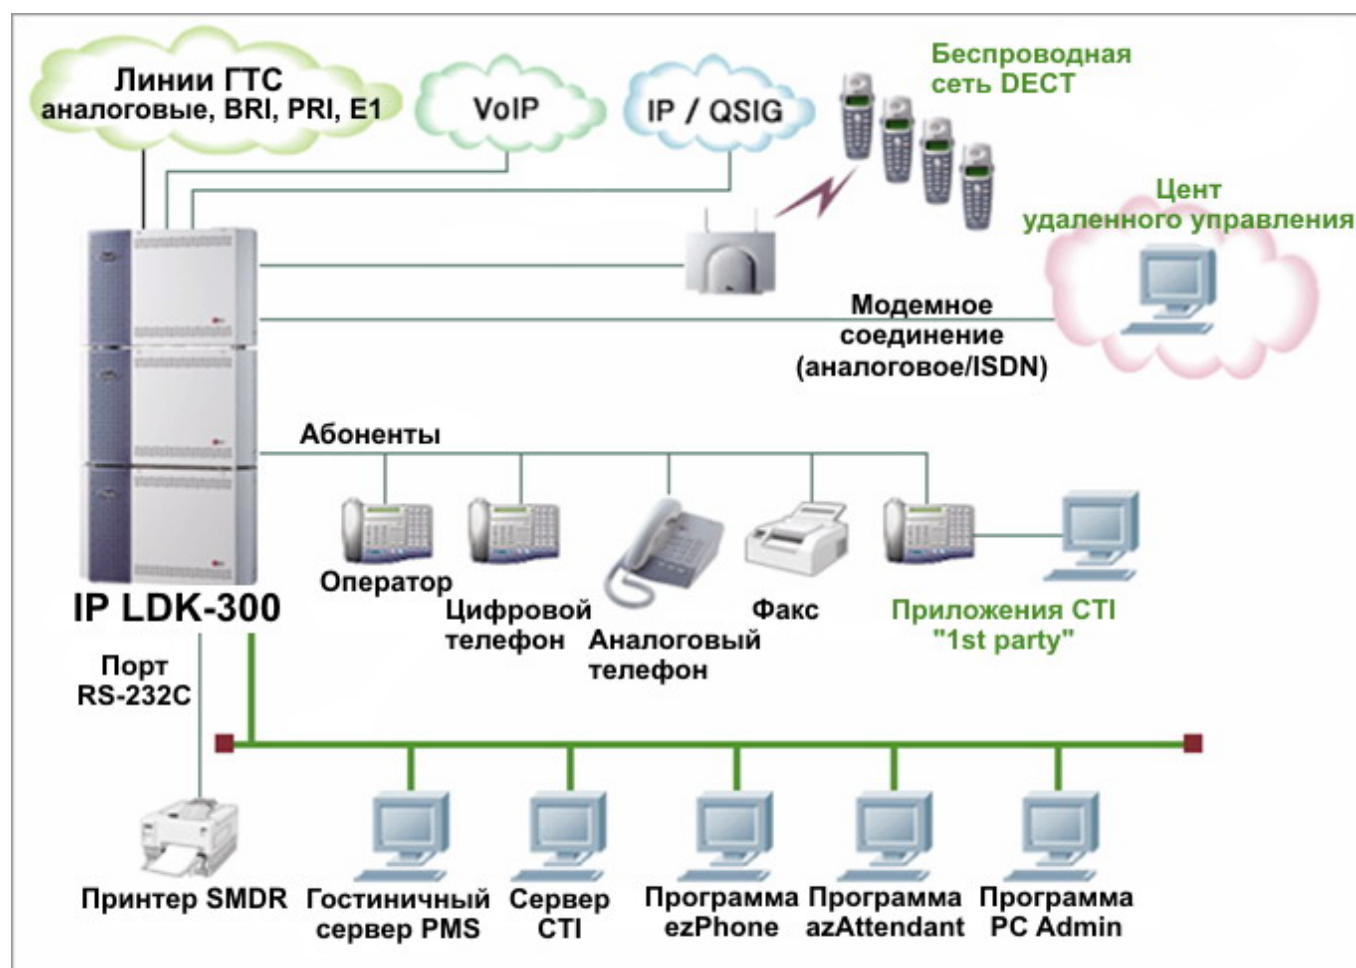 Линии ГТС
аналоговые, BRI, PRI, E1
VoIP
IP / QSIG
Беспроводная
сеть DECT
Цент
удаленного управления
Модемное
соединение
(аналоговое/ISDN)
Абоненты
Оператор
Цифровой
телефон
Аналоговый
телефон
Факс
Приложения CTI
"1st party"
IP LDK-300
Порт
RS-232C
Принтер SMDR
Гостиничный
сервер PMS
Сервер
CTI
Программа
ezPhone
Программа
azAttendant
Программа
PC Admin